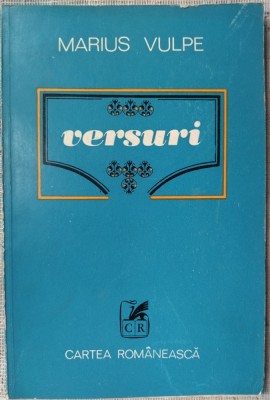 MARIUS VULPE
versuri
CR
CARTEA ROMÂNEASCĂ